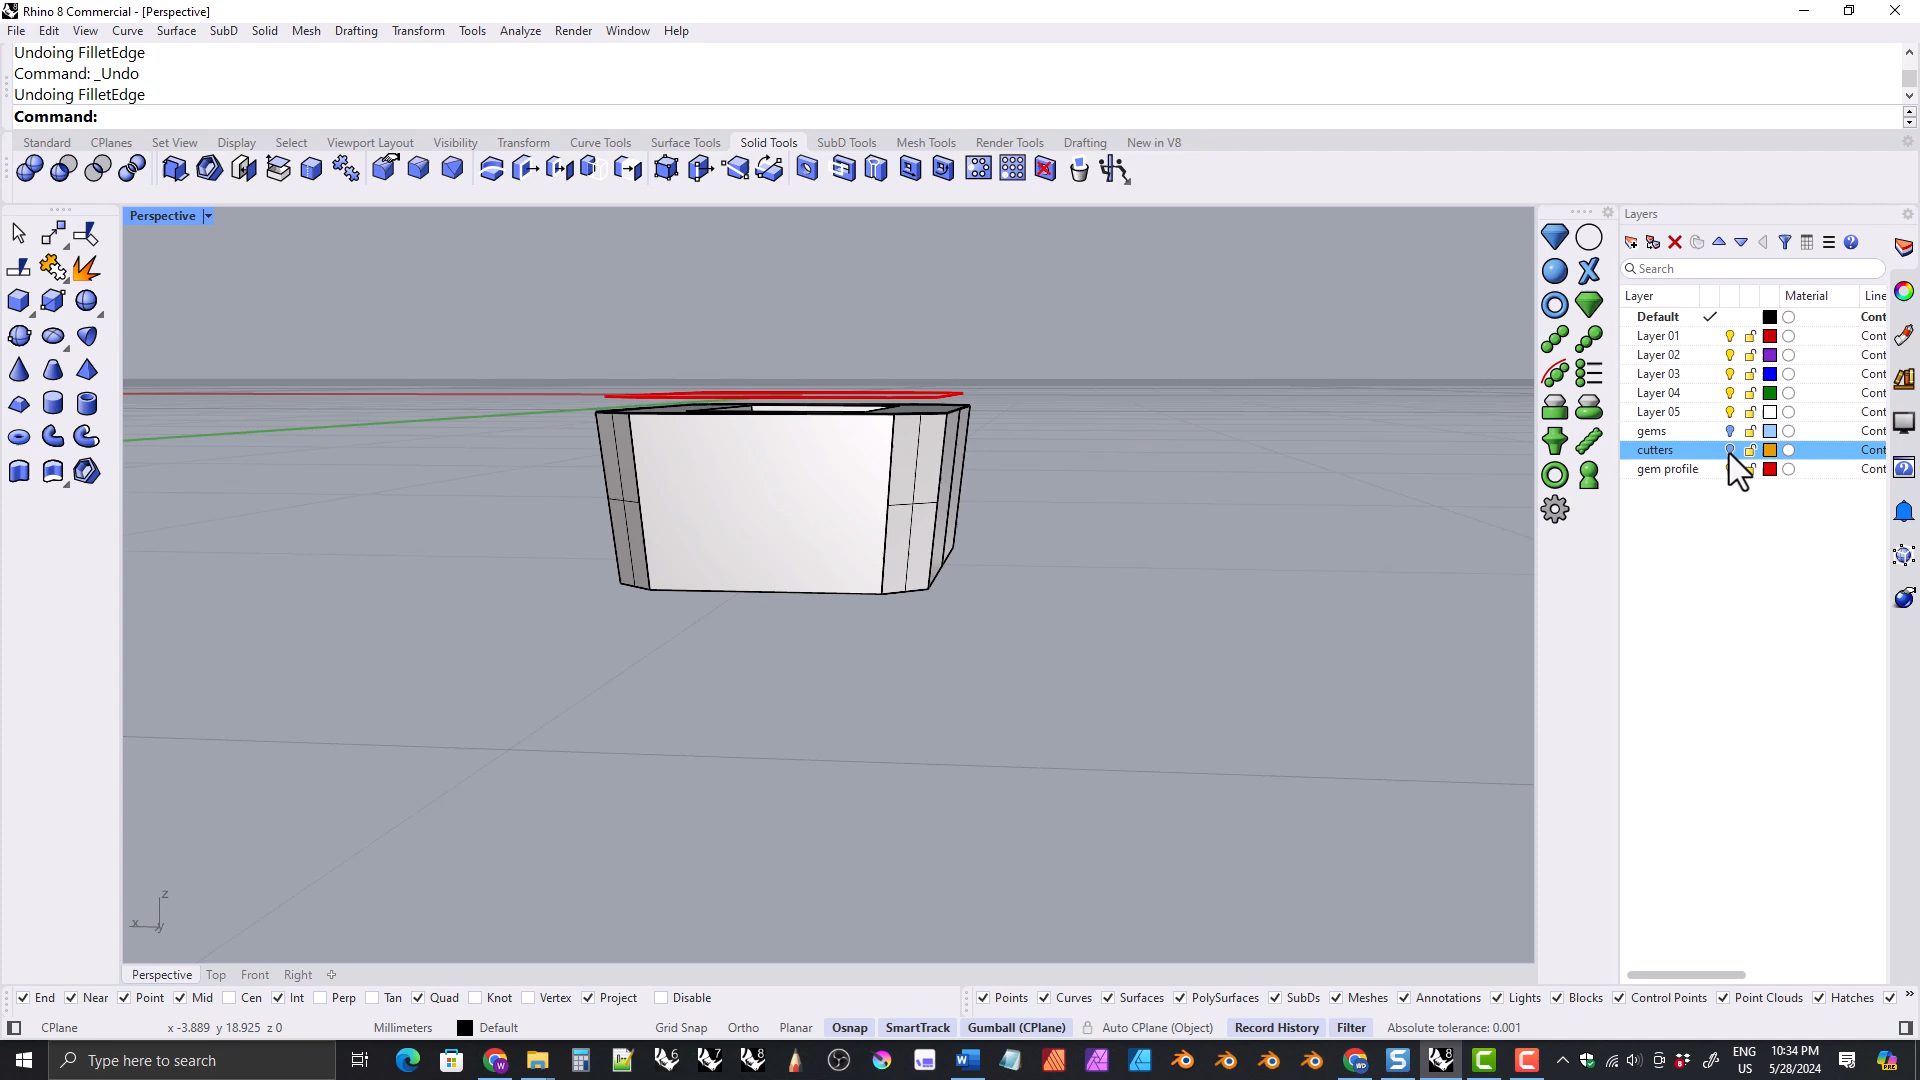 Rhino 8 Commercial - [Perspective]
File Edit View Curve Surface SubD Solid Mesh Drafting Transform Tools Analyze Render Window Help
Undoing FilletEdge
Command: _Undo
Undoing FilletEdge
Command:
Standard CPlanes Set View Display Select Viewport Layout Visibility Transform Curve Tools Surface Tools Solid Tools SubD Tools Mesh Tools Render Tools Drafting New in V8
Perspective
Layers
Search
Layer Material Line
Default Cont
Layer 01 Cont
Layer 02 Cont
Layer 03 Cont
Layer 04 Cont
Layer 05 Cont
gems Cont
cutters Cont
gem profile Cont
z
x y
Perspective Top Front Right
End Near Point Mid Cen Int Perp Tan Quad Knot Vertex Project Disable Points Curves Surfaces PolySurfaces SubDs Meshes Annotations Lights Blocks Control Points Point Clouds Hatches
CPlane x -3.889 y 18.925 z 0 Millimeters Default Grid Snap Ortho Planar Osnap SmartTrack Gumball (CPlane) Auto CPlane (Object) Record History Filter Absolute tolerance: 0.001
Type here to search
ENG
US
10:34 PM
5/28/2024